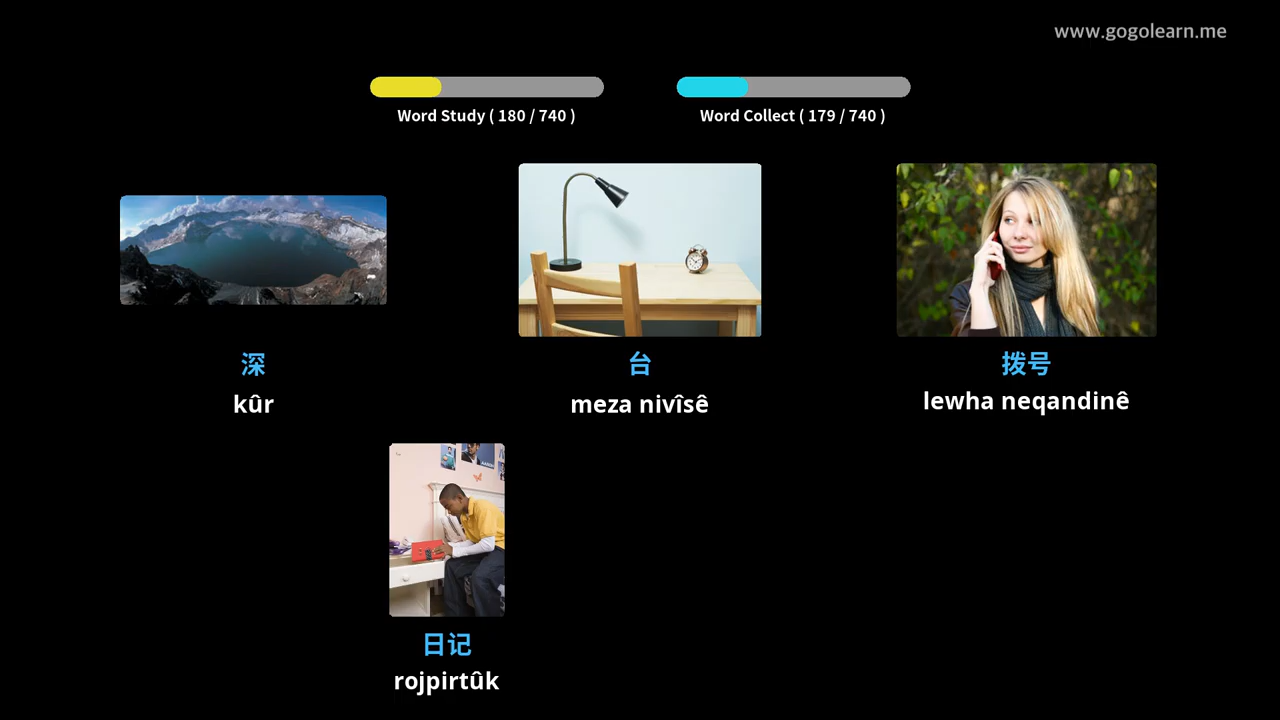 www.gogolearn.me
Word Study ( 180 / 740 )
Word Collect ( 179 / 740 )
深
台
拨号
kûr
meza nivîsê
lewha neqandinê
日记
rojpirtûk